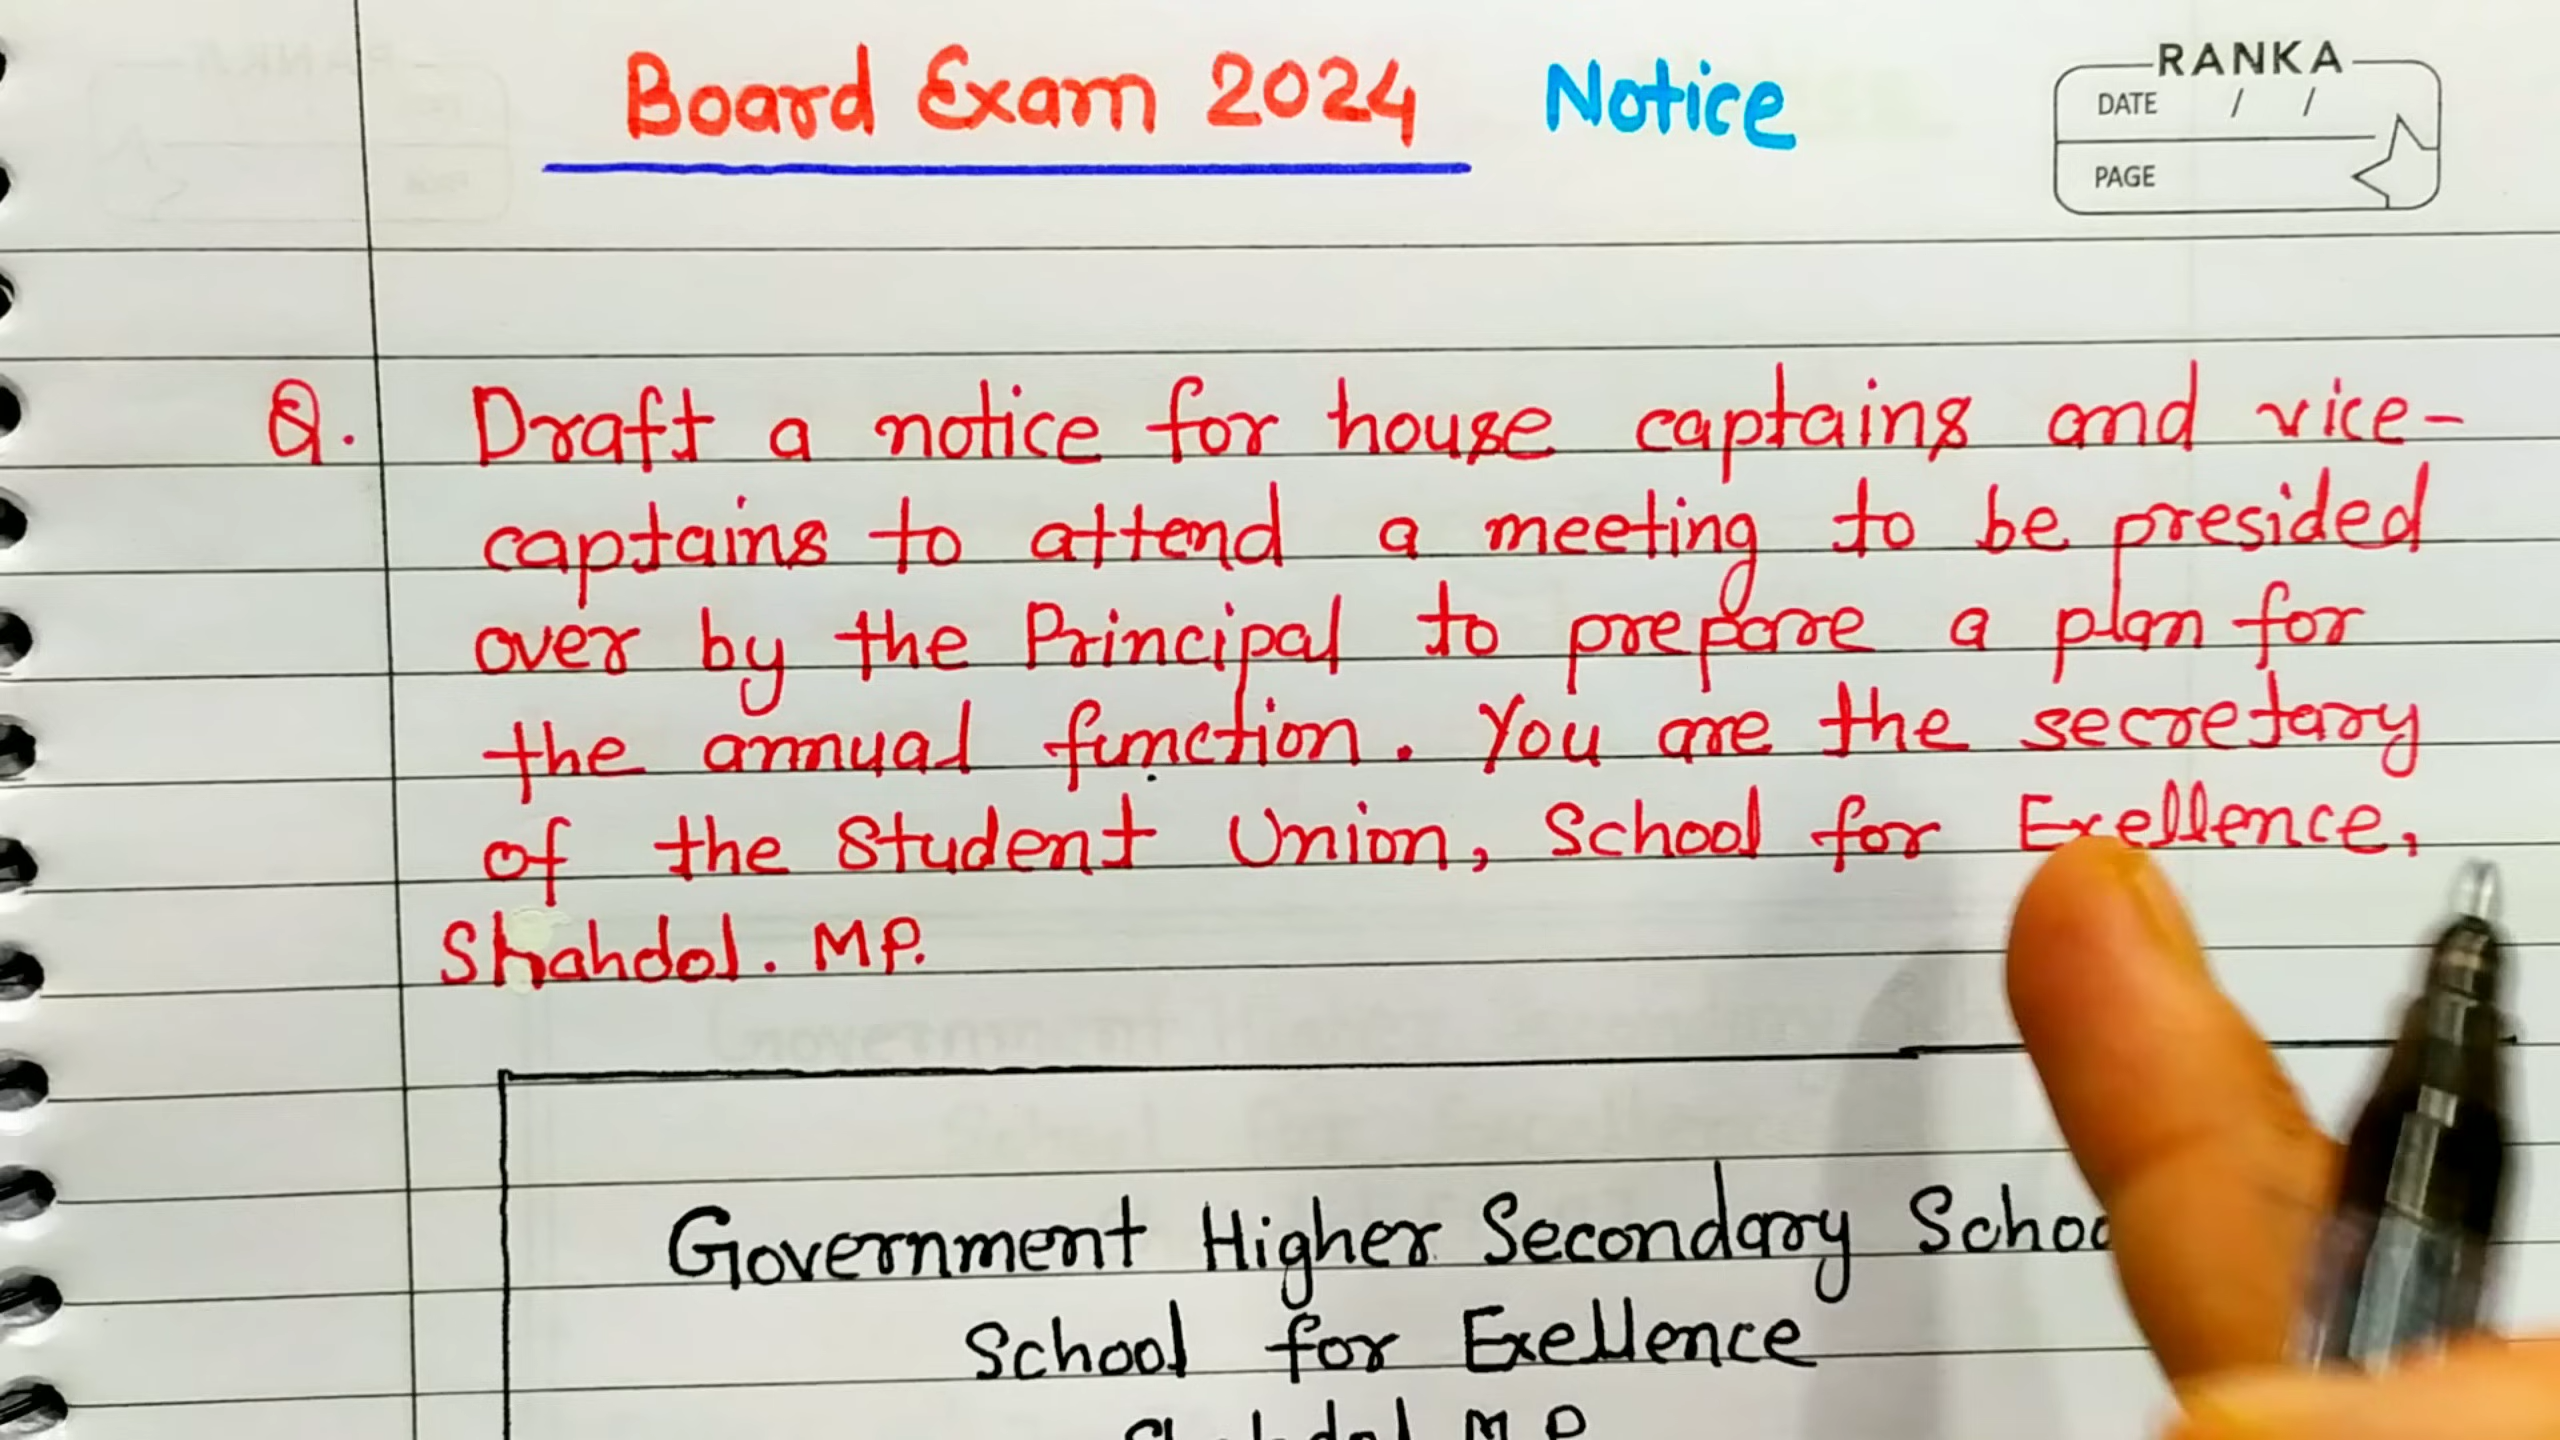 Board Exam 2024 Notice
RANKA
DATE / /
PAGE
Q. Draft a notice for house captains and vice-
captains to attend a meeting to be presided
over by the Principal to prepare a plan for
the annual function. You are the secretary
of the Student Union, School for Exellence,
Shahdol. MP.
Government Higher Secondary Schoo
School for Exellence
Shahdol M.P